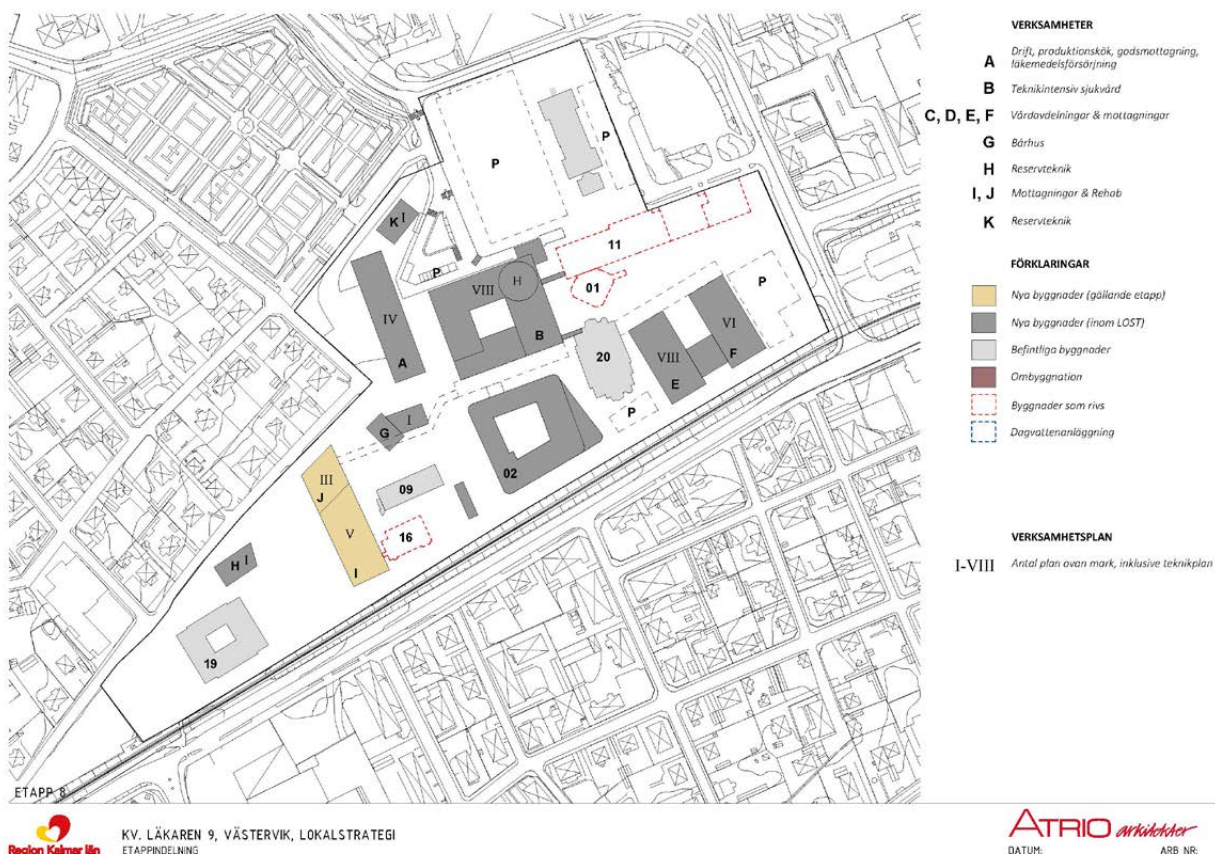 VERKSAMHETER
A Drift, produktionskök, godsmottagning,
läkemedelsförsörjning
B Teknikintensiv sjukvård
C, D, E, F Vårdavdelningar & mottagningar
G Bårhus
H Reservteknik
I, J Mottagningar & Rehab
K Reservteknik
FÖRKLARINGAR
Nya byggnader (gällande etapp)
Nya byggnader (inom LOST)
Befintliga byggnader
Ombyggnation
Byggnader som rivs
Dagvattenanläggning
VERKSAMHETSPLAN
I-VIII Antal plan ovan mark, inklusive teknikplan
P
P
K I
11
P
VIII H
01
P
IV
B
VI
A
20
VIII
F
E
I
P
G
02
III
09
J
V
16
I
H I
19
ETAPP 8
Region Kalmar län
KV. LÄKAREN 9, VÄSTERVIK, LOKALSTRATEGI
ETAPPINDELNING
ATRIO arkitekter
DATUM: ARB NR: